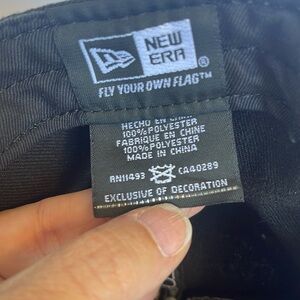 NEW
ERA®
FLY YOUR OWN FLAG™
HECHO EN CHINA
100% POLYESTER
FABRIQUE EN CHINE
100% POLYESTER
MADE IN CHINA
RN11493 CA40289
EXCLUSIVE OF DECORATION